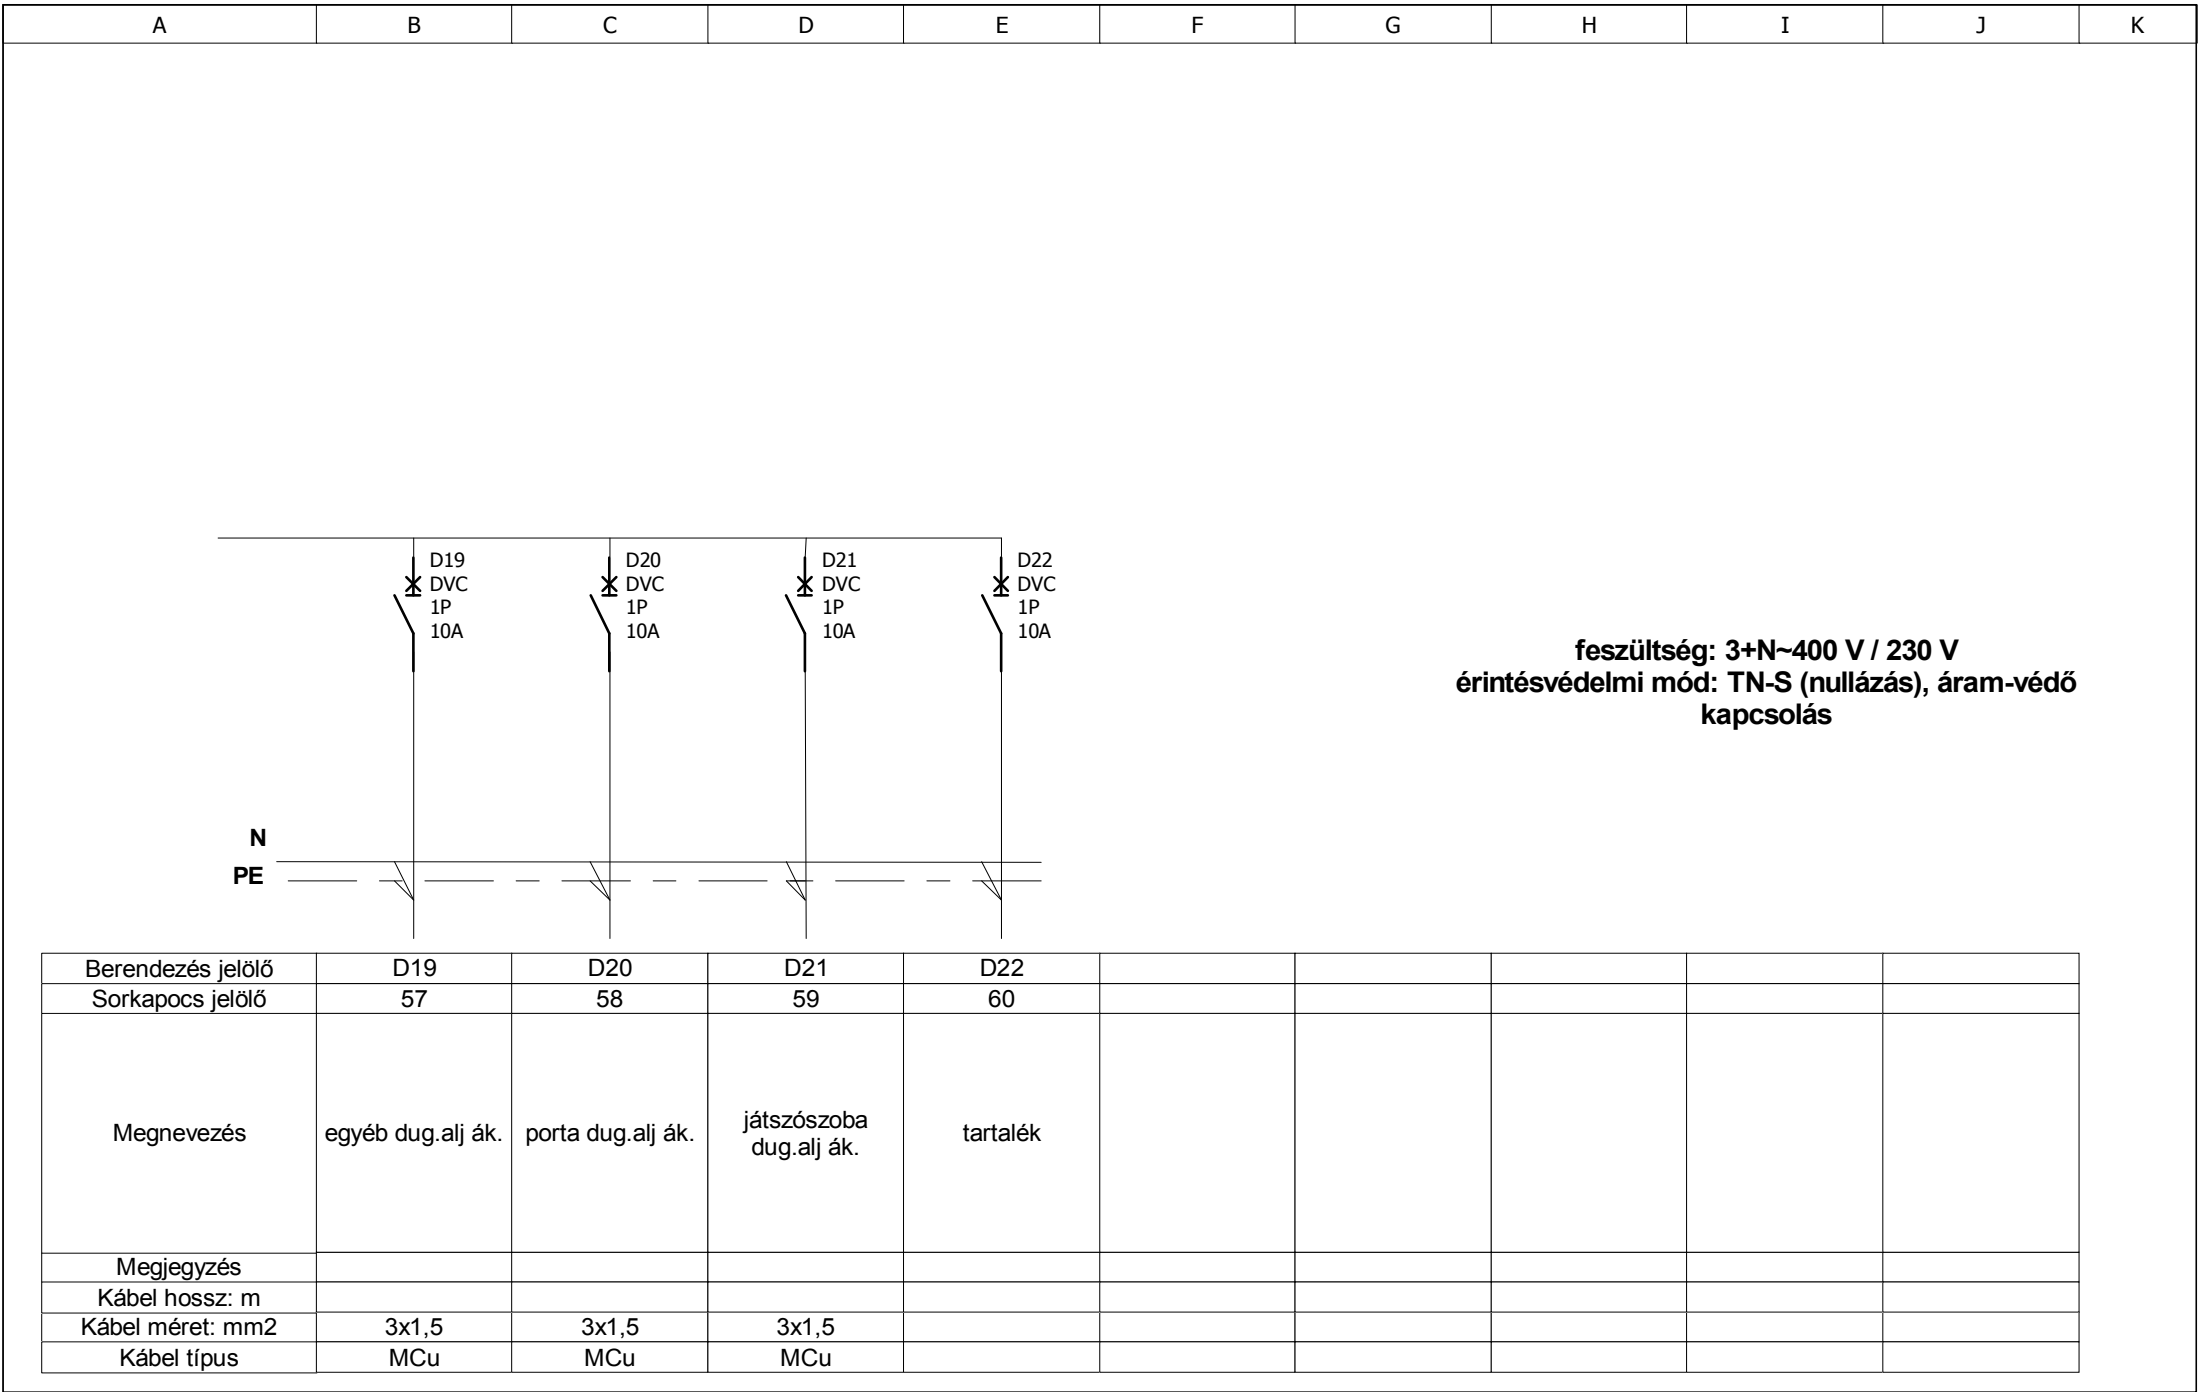 A B C D E F G H I J K
D19 D20 D21 D22
DVC DVC DVC DVC
1P 1P 1P 1P
10A 10A 10A 10A
feszültség: 3+N~400 V / 230 V
érintésvédelmi mód: TN-S (nullázás), áram-védő
kapcsolás
N
PE
Berendezés jelölő D19 D20 D21 D22
Sorkapocs jelölő 57 58 59 60
Megnevezés egyéb dug.alj ák. porta dug.alj ák. játszószoba tartalék
dug.alj ák.
Megjegyzés
Kábel hossz: m
Kábel méret: mm2 3x1,5 3x1,5 3x1,5
Kábel típus MCu MCu MCu